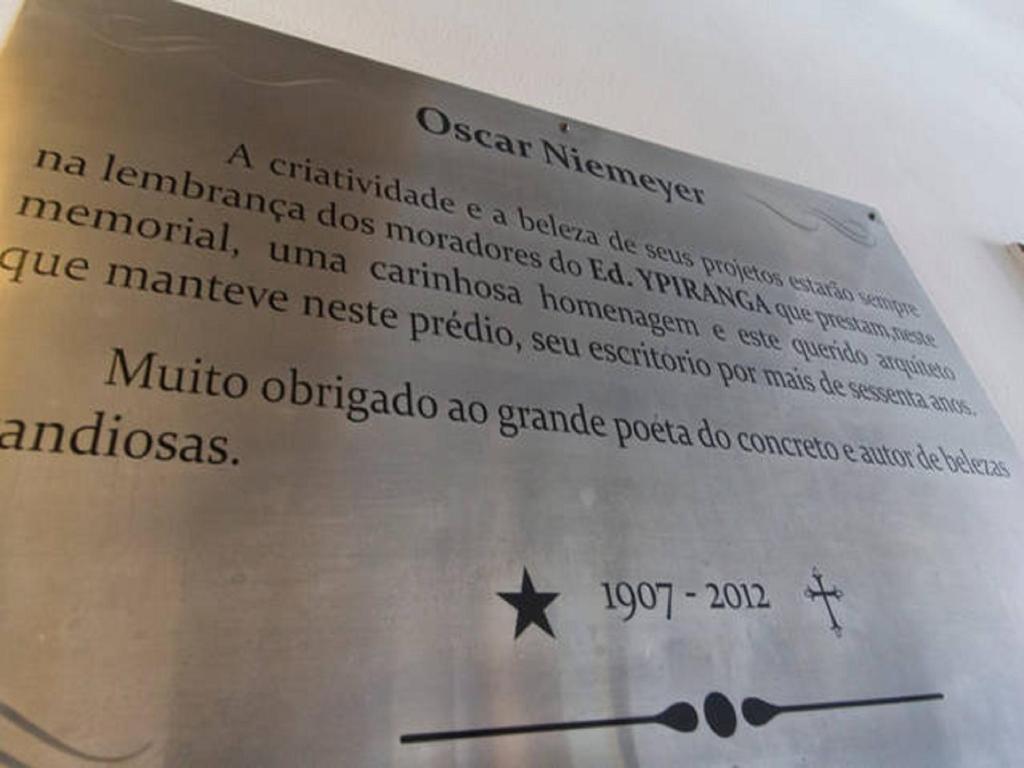 Oscar Niemeyer
A criatividade e a beleza de seus projetos estarão sempre
na lembrança dos moradores do Ed. YPIRANGA que prestam,neste
memorial, uma carinhosa homenagem e este querido arquiteto
que manteve neste prédio, seu escritório por mais de sessenta anos.
Muito obrigado ao grande poéta do concreto e autor de belezas
andiosas.
1907 - 2012